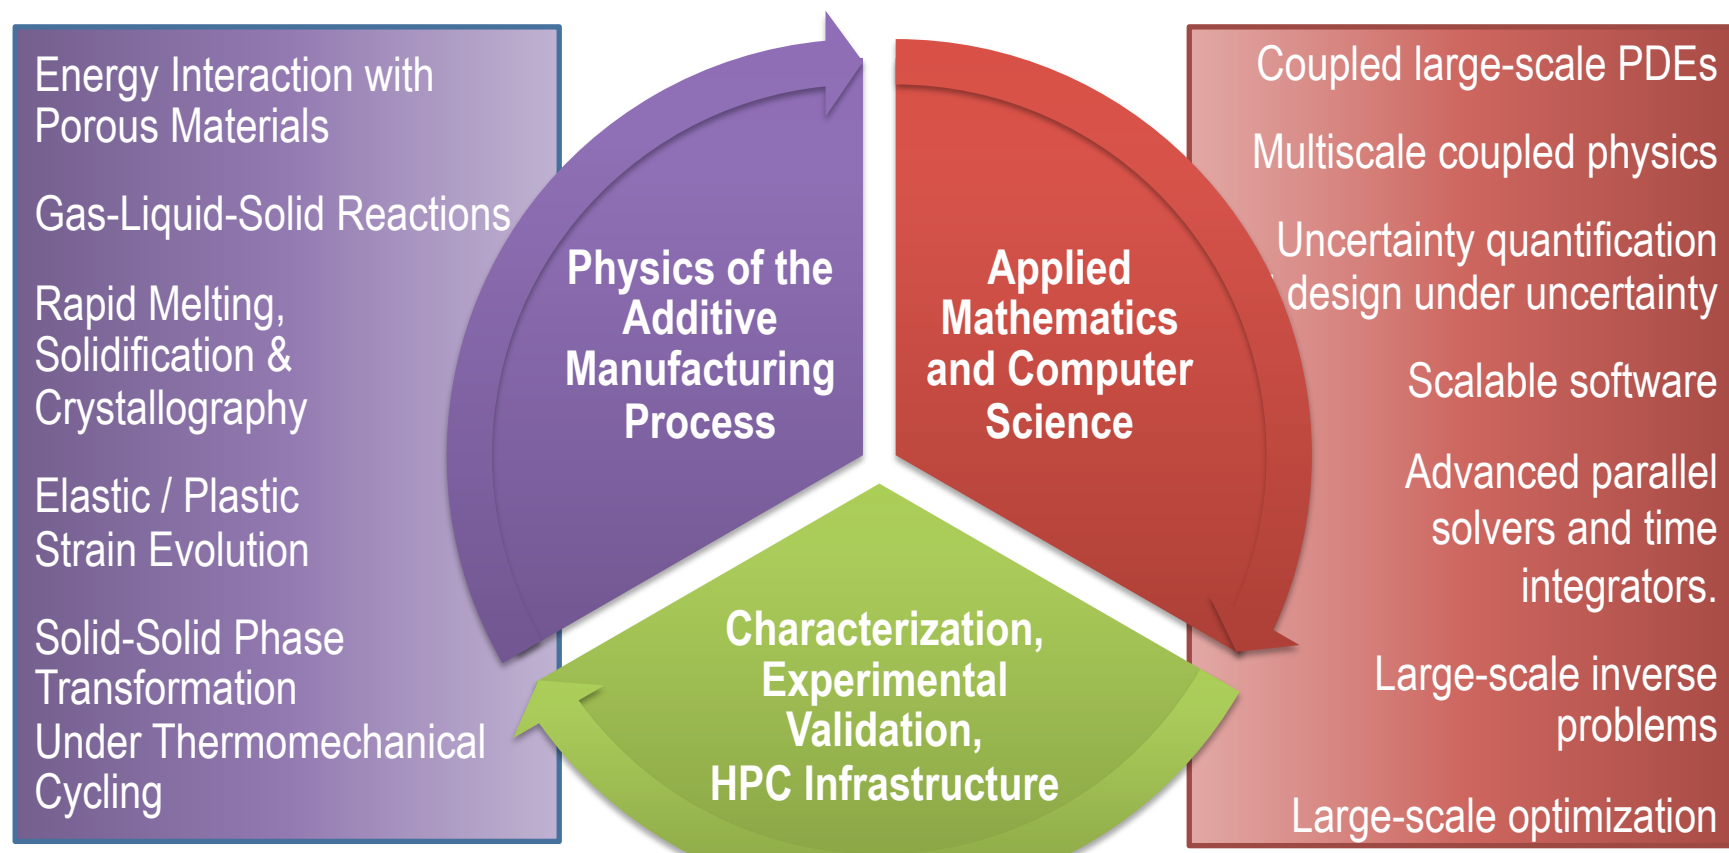 Energy Interaction with
Porous Materials
Gas-Liquid-Solid Reactions
Rapid Melting,
Solidification &
Crystallography
Elastic / Plastic
Strain Evolution
Solid-Solid Phase
Transformation
Under Thermomechanical
Cycling
Physics of the
Additive
Manufacturing
Process
Applied
Mathematics
and Computer
Science
Characterization,
Experimental
Validation,
HPC Infrastructure
Coupled large-scale PDEs
Multiscale coupled physics
Uncertainty quantification
design under uncertainty
Scalable software
Advanced parallel
solvers and time
integrators.
Large-scale inverse
problems
Large-scale optimization